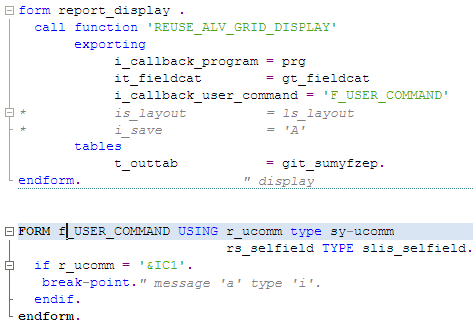 form report_display .
call function 'REUSE_ALV_GRID_DISPLAY'
exporting
i_callback_program = prg
it_fieldcat = gt_fieldcat
i_callback_user_command = 'F_USER_COMMAND'
* is_layout = ls_layout
* i_save = 'A'
tables
t_outtab = git_sumyfzep.
endform. " display
FORM f_USER_COMMAND USING r_ucomm type sy-ucomm
rs_selfield TYPE slis_selfield.
if r_ucomm = '&IC1'.
break-point." message 'a' type 'i'.
endif.
endform.